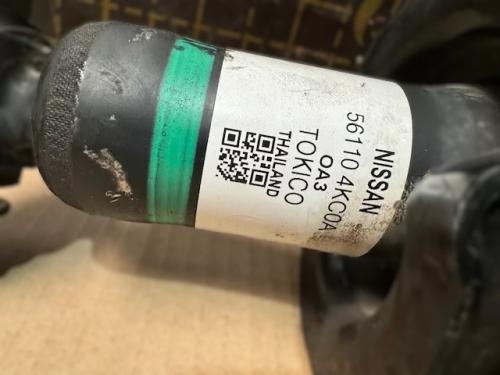 NISSAN
56110 4KC0A
OA3
TOKICO
THAILAND